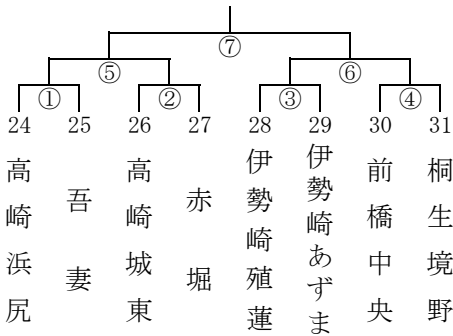 ⑦
⑤ ⑥
① ② ③ ④
24 25 26 27 28 29 30 31
高崎浜尻
吾妻
高崎城東
赤堀
伊勢崎殖蓮
伊勢崎あずま
前橋中央
桐生境野